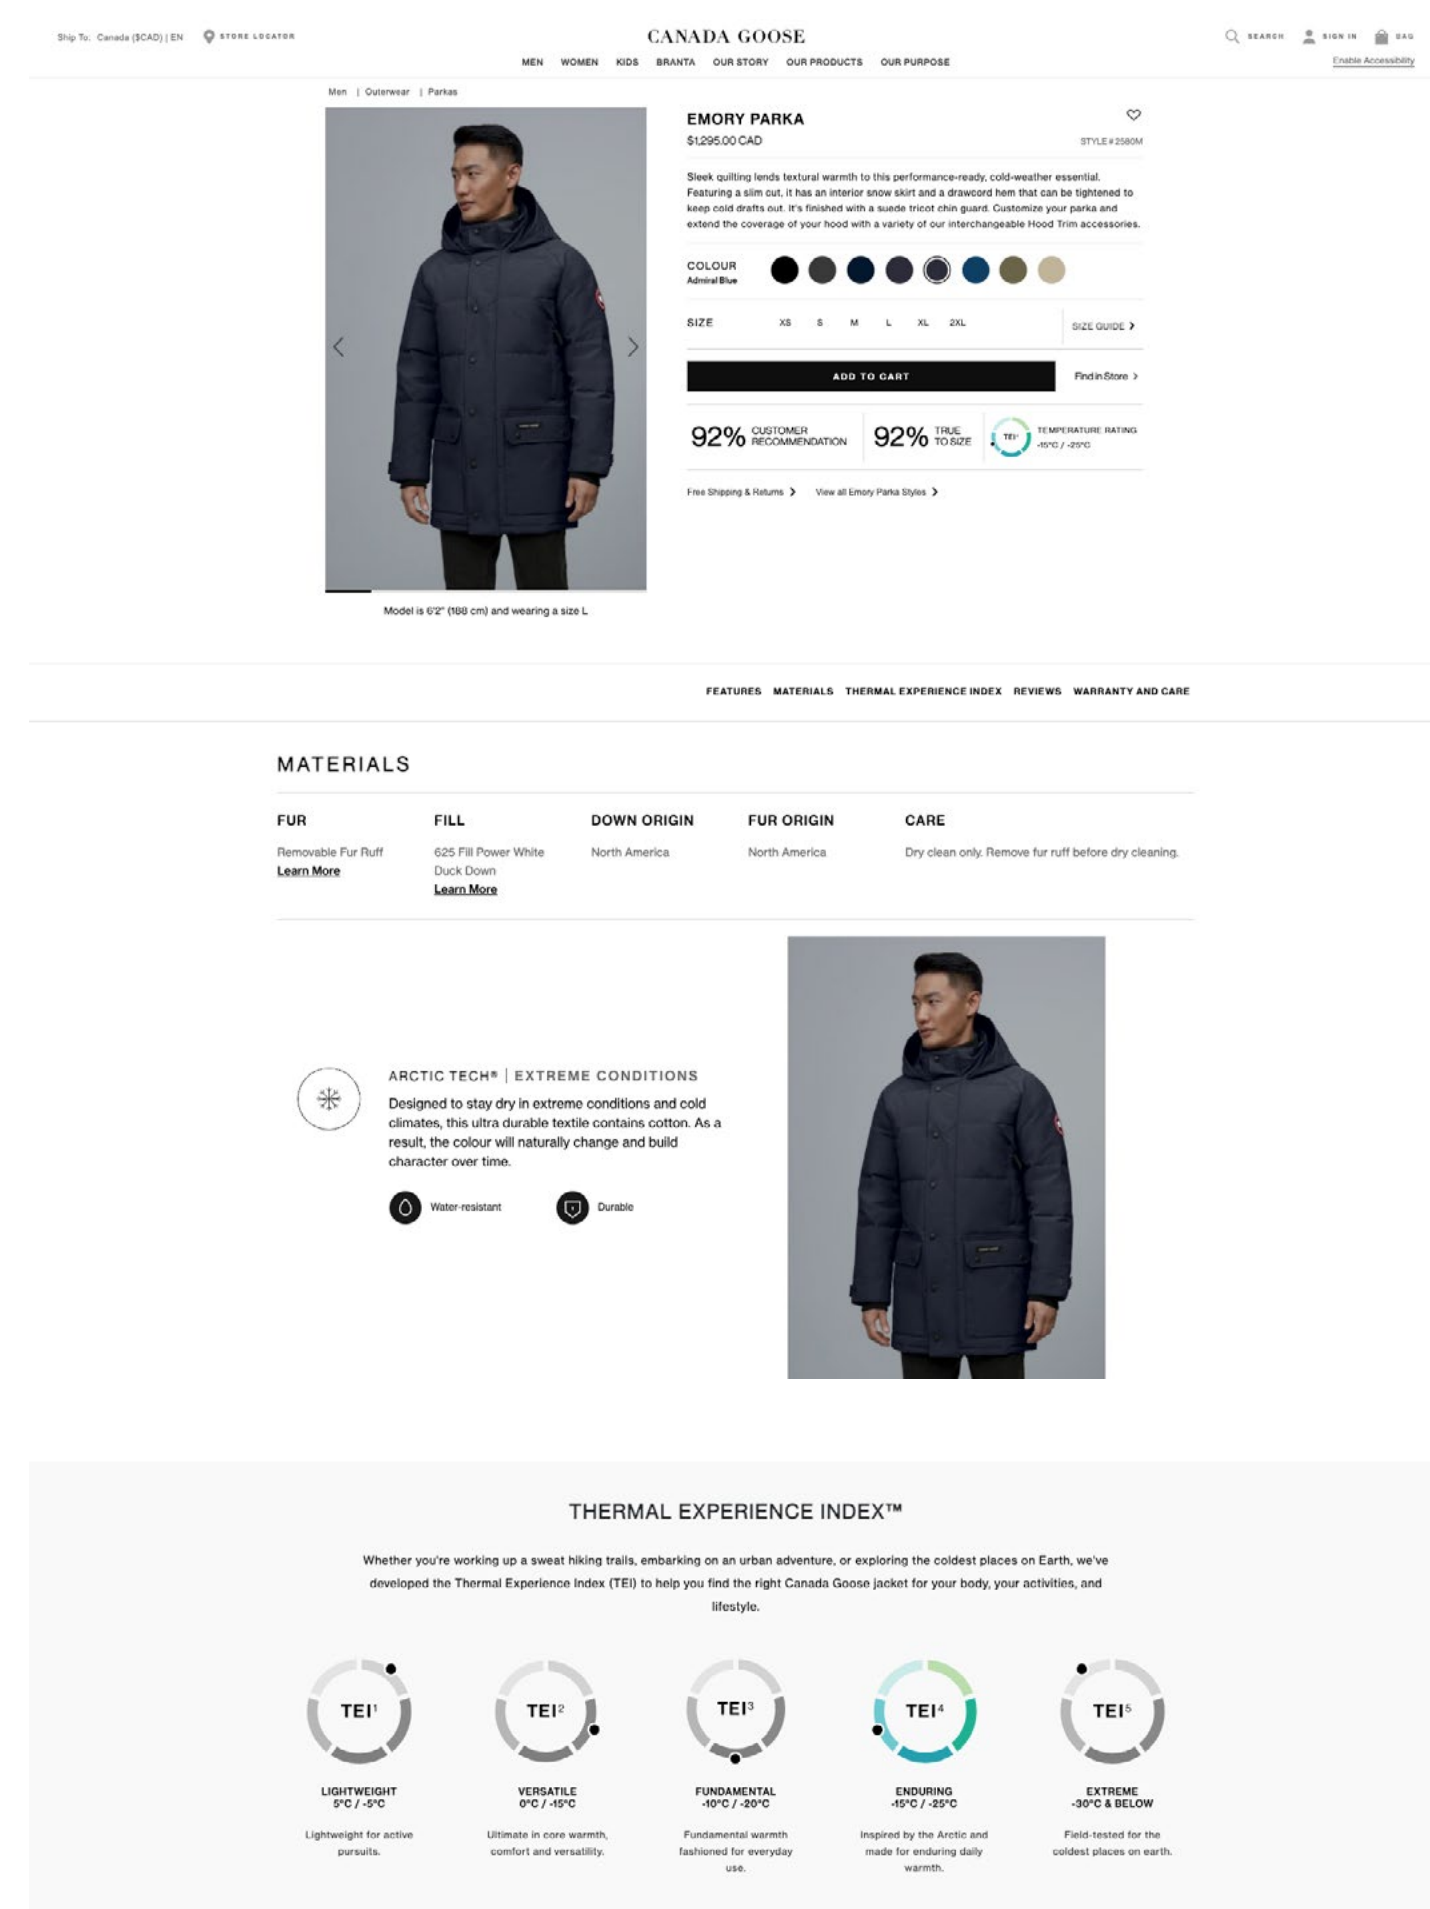 Ship To: Canada ($CAD) | EN
STORE LOCATOR
CANADA GOOSE
SEARCH
SIGN IN
BAG
MEN WOMEN KIDS BRANTA OUR STORY OUR PRODUCTS OUR PURPOSE
Enable Accessibility
Men | Outerwear | Parkas
EMORY PARKA
$1,295.00 CAD
STYLE # 2580M
Sleek quilting lends textural warmth to this performance-ready, cold-weather essential.
Featuring a slim cut, it has an interior snow skirt and a drawcord hem that can be tightened to
keep cold drafts out. It's finished with a suede tricot chin guard. Customize your parka and
extend the coverage of your hood with a variety of our interchangeable Hood Trim accessories.
COLOUR
Admiral Blue
SIZE
XS S M L XL 2XL
SIZE GUIDE
ADD TO CART
Find in Store
92% CUSTOMER
RECOMMENDATION
92% TRUE
TO SIZE
TEI
TEMPERATURE RATING
-15°C / -25°C
Free Shipping & Returns
View all Emory Parka Styles
Model is 6'2" (188 cm) and wearing a size L
FEATURES MATERIALS THERMAL EXPERIENCE INDEX REVIEWS WARRANTY AND CARE
MATERIALS
FUR
Removable Fur Ruff
Learn More
FILL
625 Fill Power White
Duck Down
Learn More
DOWN ORIGIN
North America
FUR ORIGIN
North America
CARE
Dry clean only. Remove fur ruff before dry cleaning.
ARCTIC TECH® | EXTREME CONDITIONS
Designed to stay dry in extreme conditions and cold
climates, this ultra durable textile contains cotton. As a
result, the colour will naturally change and build
character over time.
Water-resistant
Durable
THERMAL EXPERIENCE INDEX™
Whether you're working up a sweat hiking trails, embarking on an urban adventure, or exploring the coldest places on Earth, we've
developed the Thermal Experience Index (TEI) to help you find the right Canada Goose jacket for your body, your activities, and
lifestyle.
TEI¹
LIGHTWEIGHT
5°C / -5°C
Lightweight for active
pursuits.
TEI²
VERSATILE
0°C / -15°C
Ultimate in core warmth,
comfort and versatility.
TEI³
FUNDAMENTAL
-10°C / -20°C
Fundamental warmth
fashioned for everyday
use.
TEI⁴
ENDURING
-15°C / -25°C
Inspired by the Arctic and
made for enduring daily
warmth.
TEI⁵
EXTREME
-30°C & BELOW
Field-tested for the
coldest places on earth.